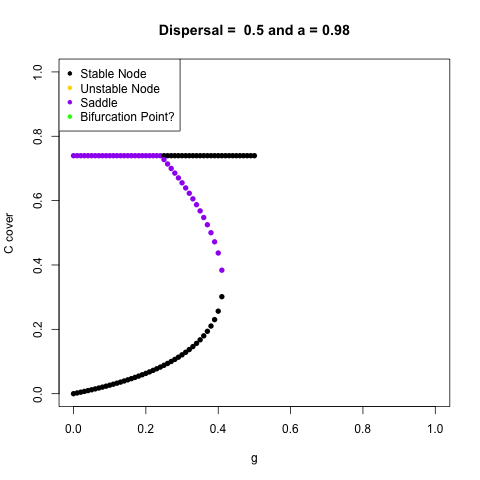 Dispersal =  0.5 and a = 0.98
Stable Node
Unstable Node
Saddle
Bifurcation Point?
C cover
1.0
0.8
0.6
0.4
0.2
0.0
0.0 0.2 0.4 0.6 0.8 1.0
g